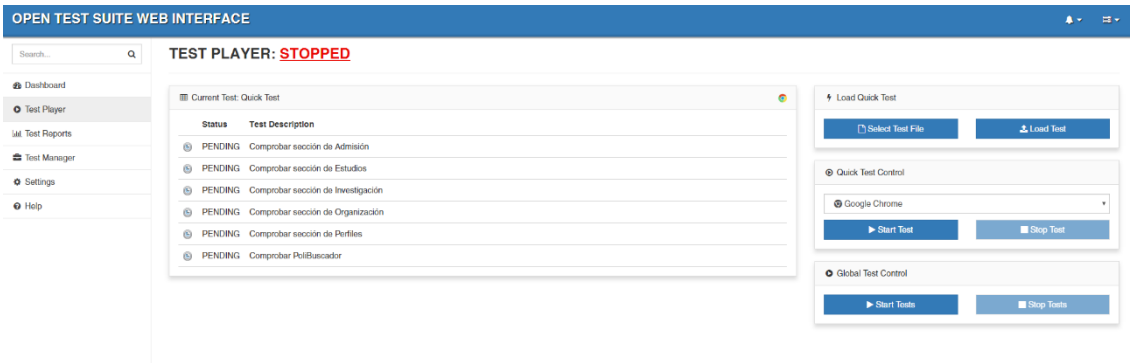 OPEN TEST SUITE WEB INTERFACE
Search...
Dashboard
Test Player
Test Reports
Test Manager
Settings
Help
TEST PLAYER: STOPPED
Current Test: Quick Test
Status Test Description
PENDING Comprobar sección de Admisión
PENDING Comprobar sección de Estudios
PENDING Comprobar sección de Investigación
PENDING Comprobar sección de Organización
PENDING Comprobar sección de Perfiles
PENDING Comprobar PoliBuscador
Load Quick Test
Select Test File Load Test
Quick Test Control
Google Chrome
Start Test Stop Test
Global Test Control
Start Tests Stop Tests